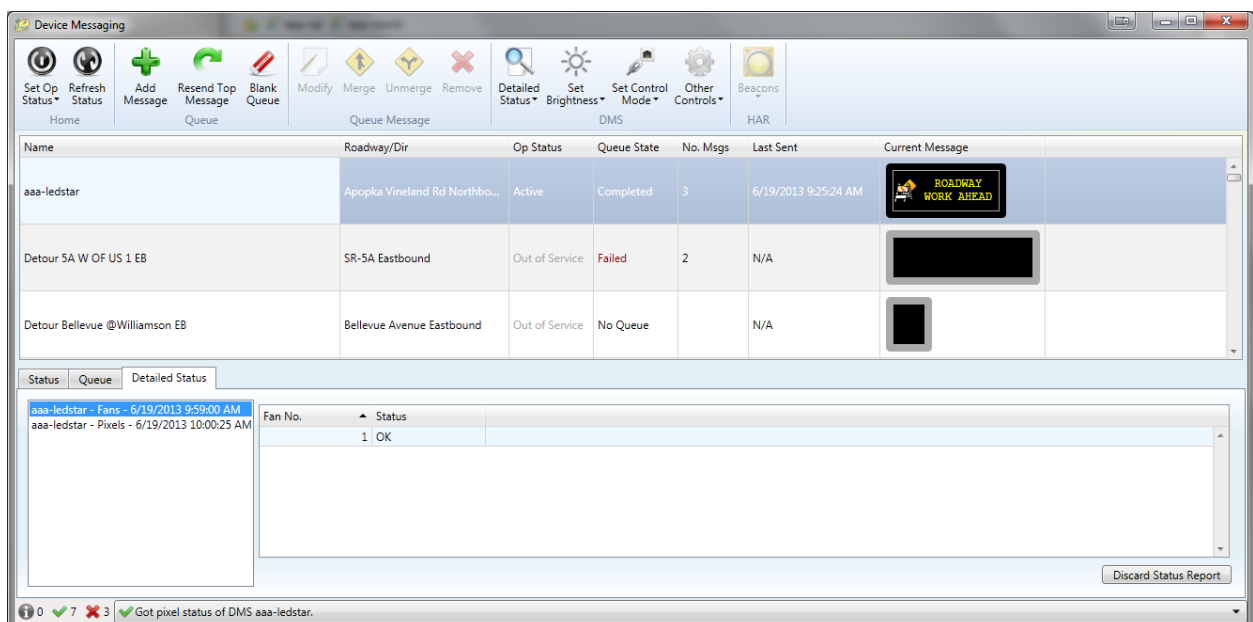 Device Messaging
Set Op Status Refresh Status Add Message Resend Top Message Blank Queue Modify Merge Unmerge Remove Detailed Status Set Brightness Set Control Mode Other Controls Beacons
Home Queue Queue Message DMS HAR
Name Roadway/Dir Op Status Queue State No. Msgs Last Sent Current Message
aaa-ledstar Apopka Vineland Rd Northbo... Active Completed 3 6/19/2013 9:25:24 AM
ROADWAY
WORK AHEAD
Detour 5A W OF US 1 EB SR-5A Eastbound Out of Service Failed 2 N/A
Detour Bellevue @Williamson EB Bellevue Avenue Eastbound Out of Service No Queue N/A
Status Queue Detailed Status
aaa-ledstar - Fans - 6/19/2013 9:59:00 AM
aaa-ledstar - Pixels - 6/19/2013 10:00:25 AM
Fan No. Status
1 OK
Discard Status Report
0 7 3 Got pixel status of DMS aaa-ledstar.